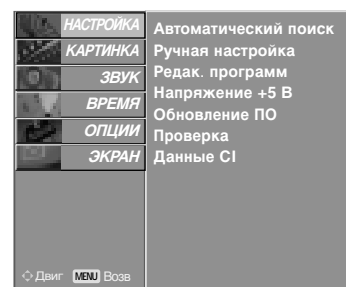 НАСТРОЙКА
КАРТИНКА
ЗВУК
ВРЕМЯ
ОПЦИИ
ЭКРАН
Автоматический поиск
Ручная настройка
Редак. программ
Напряжение +5 В
Обновление ПО
Проверка
Данные CI
Двиг MENU Возв